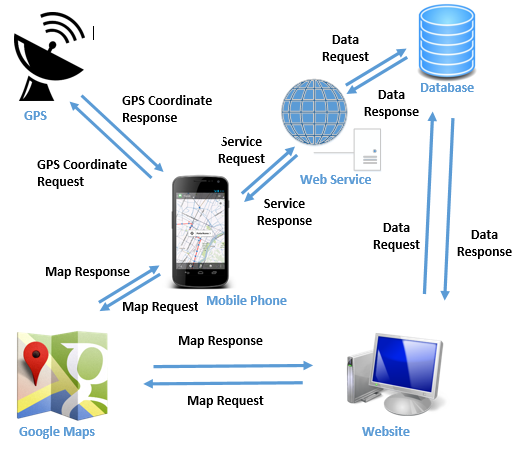 Data
Request
Database
GPS
GPS Coordinate
Response
Data
Response
Service
Request
GPS Coordinate
Request
Web Service
Service
Response
Data
Request
Data
Response
Map Response
Mobile Phone
Map Request
Map Response
Map Request
Google Maps
Website